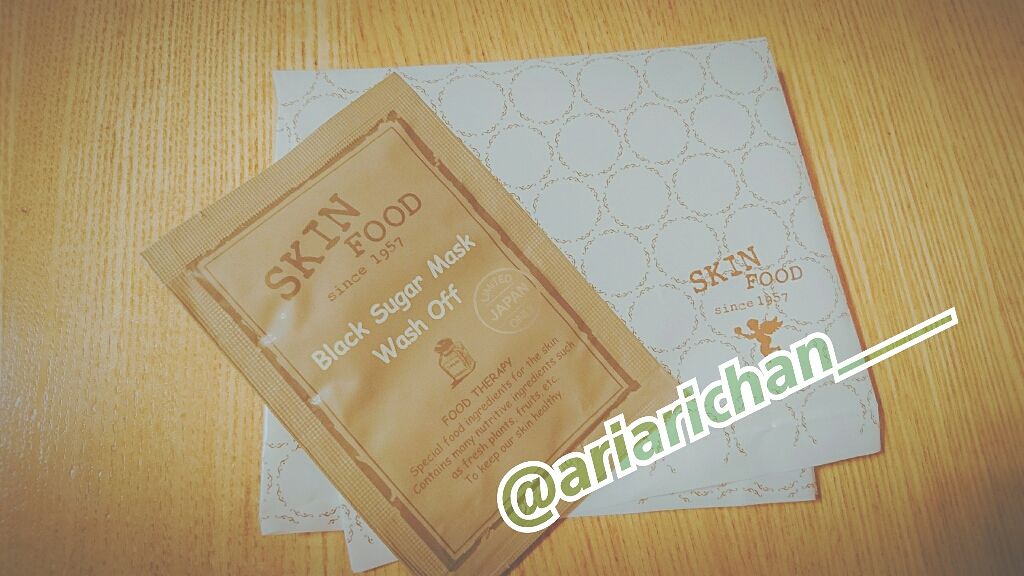 SKIN
FOOD
since 1957
Black Sugar Mask
Wash Off
LIMITED
JAPAN
ONLY
FOOD THERAPY
Special food ingredients for the skin
Contains many nutritive ingredients such
as fresh plants, fruits, etc
To keep our skin healthy
SKIN
FOOD
since 1957
@ariarichan____